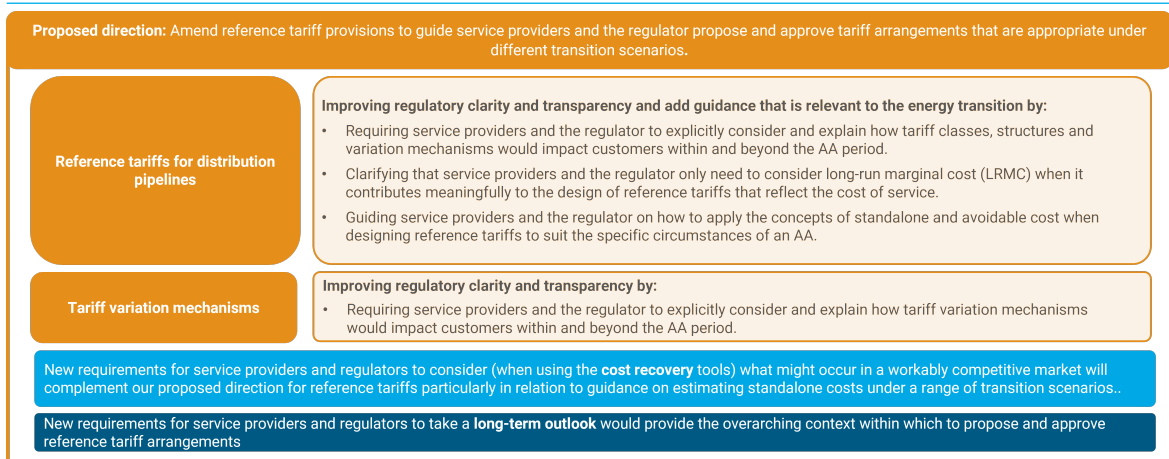 Proposed direction: Amend reference tariff provisions to guide service providers and the regulator propose and approve tariff arrangements that are appropriate under
different transition scenarios.
Reference tariffs for distribution
pipelines
Improving regulatory clarity and transparency and add guidance that is relevant to the energy transition by:
• Requiring service providers and the regulator to explicitly consider and explain how tariff classes, structures and
variation mechanisms would impact customers within and beyond the AA period.
• Clarifying that service providers and the regulator only need to consider long-run marginal cost (LRMC) when it
contributes meaningfully to the design of reference tariffs that reflect the cost of service.
• Guiding service providers and the regulator on how to apply the concepts of standalone and avoidable cost when
designing reference tariffs to suit the specific circumstances of an AA.
Tariff variation mechanisms
Improving regulatory clarity and transparency by:
• Requiring service providers and the regulator to explicitly consider and explain how tariff variation mechanisms
would impact customers within and beyond the AA period.
New requirements for service providers and regulators to consider (when using the cost recovery tools) what might occur in a workably competitive market will
complement our proposed direction for reference tariffs particularly in relation to guidance on estimating standalone costs under a range of transition scenarios..
New requirements for service providers and regulators to take a long-term outlook would provide the overarching context within which to propose and approve
reference tariff arrangements